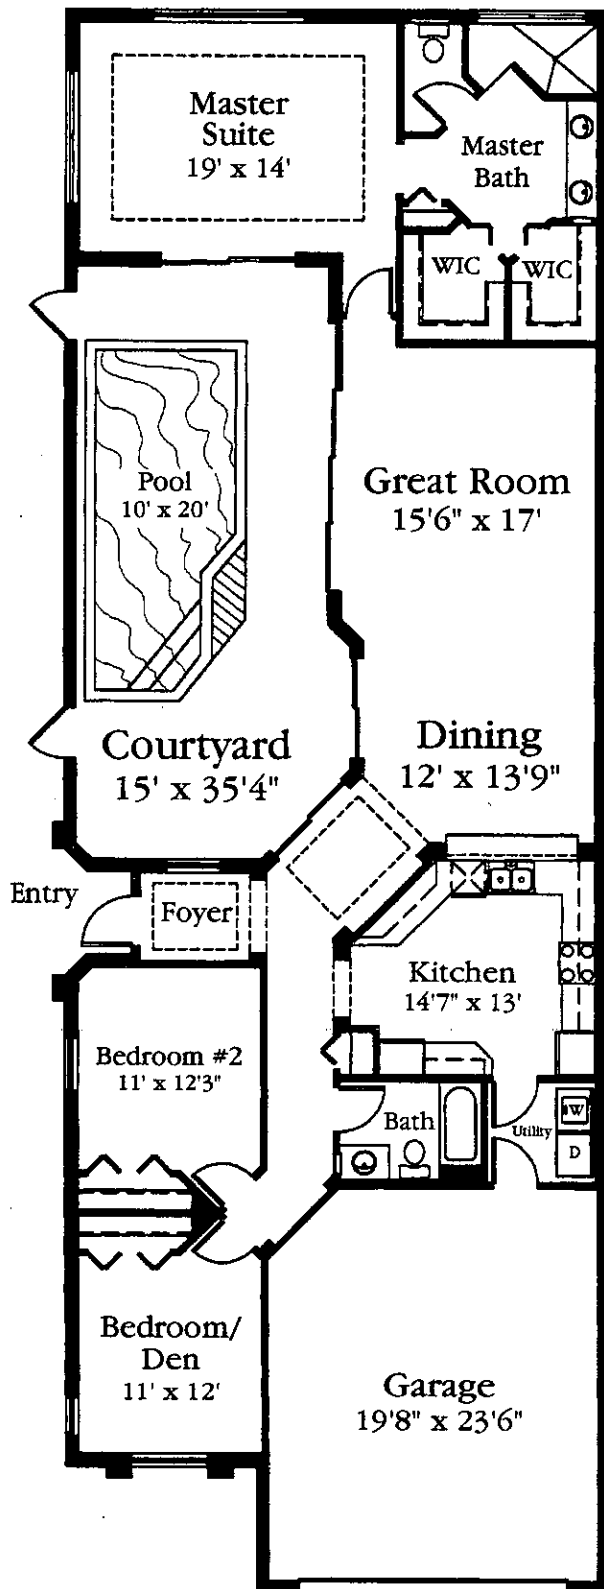 Master
Suite
19' x 14'
Master
Bath
WIC
WIC
Pool
10' x 20'
Great Room
15'6" x 17'
Courtyard
15' x 35'4"
Dining
12' x 13'9"
Entry
Foyer
Kitchen
14'7" x 13'
Bedroom #2
11' x 12'3"
Bath
Utility
W
D
Bedroom/
Den
11' x 12'
Garage
19'8" x 23'6"